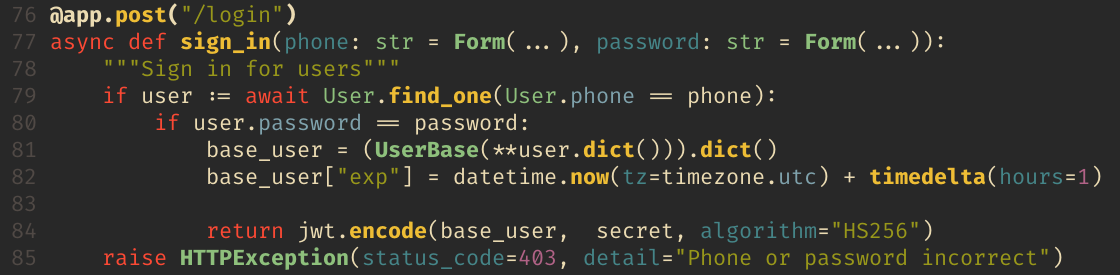 76 @app.post("/login")
77 async def sign_in(phone: str = Form(...), password: str = Form(...)):
78     """Sign in for users"""
79     if user := await User.find_one(User.phone == phone):
80         if user.password == password:
81             base_user = (UserBase(**user.dict())).dict()
82             base_user["exp"] = datetime.now(tz=timezone.utc) + timedelta(hours=1)
83
84             return jwt.encode(base_user,  secret, algorithm="HS256")
85     raise HTTPException(status_code=403, detail="Phone or password incorrect")